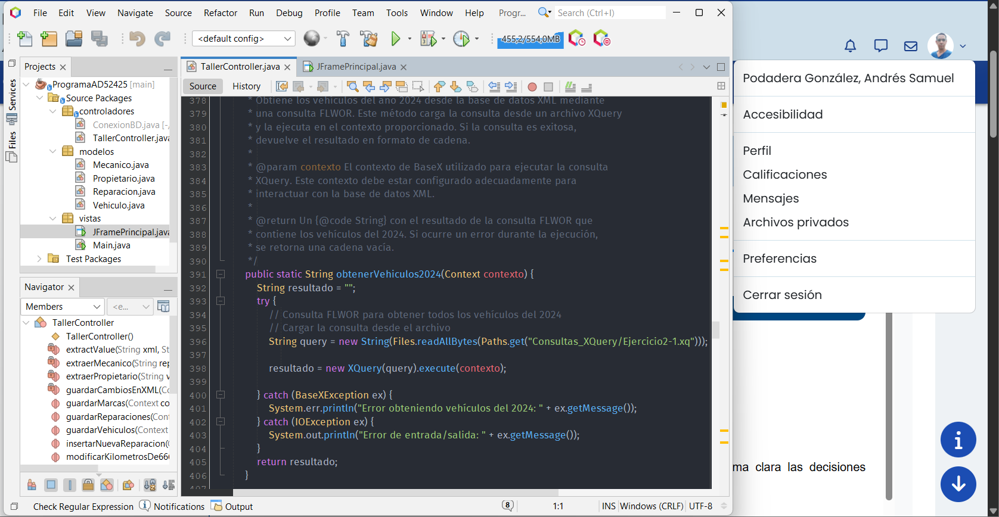 File Edit View Navigate Source Refactor Run Debug Profile Team Tools Window Help Progr... Search (Ctrl+I)
<default config> 455,2/554,0MB
Projects
Services
Files
ProgramaAD52425 [main]
Source Packages
controladores
ConexionBD.java [-/
TallerController.java
modelos
Mecanico.java
Propietario.java
Reparacion.java
Vehiculo.java
vistas
JFramePrincipal.java
Main.java
Test Packages
Navigator
Members <e...
TallerController
TallerController()
extractValue(String xml, St
extraerMecanico(String rep
extraerPropietario(String v
guardarCambiosEnXML(Co
guardarMarcas(Context co
guardarReparaciones(Cont
guardarVehiculos(Context
insertarNuevaReparacion(C
modificarKilometrosDe666
TallerController.java JFramePrincipal.java
Source History
378 * Obtiene los vehículos del año 2024 desde la base de datos XML mediante
379 * una consulta FLWOR. Este método carga la consulta desde un archivo XQuery
380 * y la ejecuta en el contexto proporcionado. Si la consulta es exitosa,
381 * devuelve el resultado en formato de cadena.
382 *
383 * @param contexto El contexto de BaseX utilizado para ejecutar la consulta
384 * XQuery. Este contexto debe estar configurado adecuadamente para
385 * interactuar con la base de datos XML.
386 *
387 * @return Un {@code String} con el resultado de la consulta FLWOR que
388 * contiene los vehículos del 2024. Si ocurre un error durante la ejecución,
389 * se retorna una cadena vacía.
390 */
391 public static String obtenerVehiculos2024(Context contexto) {
392 String resultado = "";
393 try {
394 // Consulta FLWOR para obtener todos los vehículos del 2024
395 // Cargar la consulta desde el archivo
396 String query = new String(Files.readAllBytes(Paths.get("Consultas_XQuery/Ejercicio2-1.xq")));
397
398 resultado = new XQuery(query).execute(contexto);
399
400 } catch (BaseXException ex) {
401 System.err.println("Error obteniendo vehículos del 2024: " + ex.getMessage());
402 } catch (IOException ex) {
403 System.out.println("Error de entrada/salida: " + ex.getMessage());
404 }
405 return resultado;
406 }
407
Check Regular Expression Notifications Output 8 1:1 INS Windows (CRLF) UTF-8
Podadera González, Andrés Samuel
Accesibilidad
Perfil
Calificaciones
Mensajes
Archivos privados
Preferencias
Cerrar sesión
ma clara las decisiones